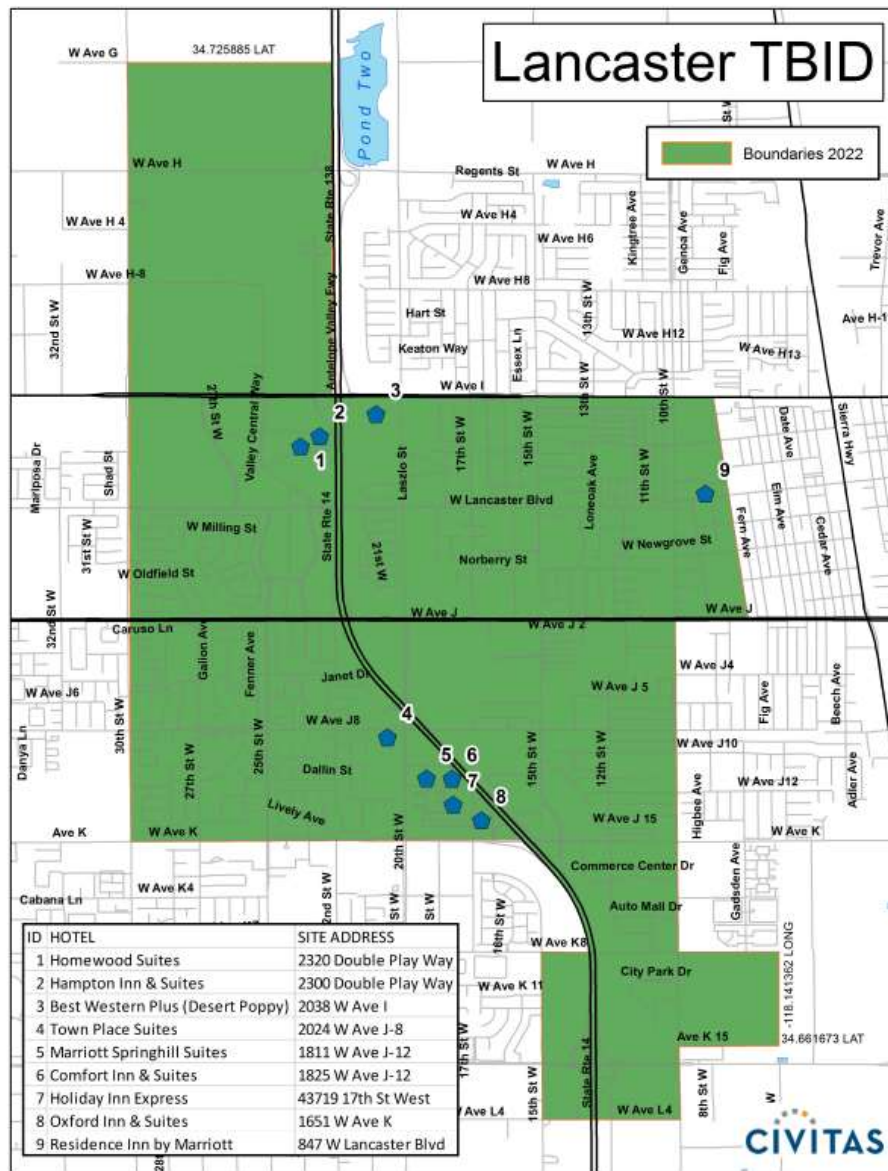 Lancaster TBID
Boundaries 2022
W Ave G
34.725885 LAT
Pond Two
W Ave H
State Rte 138
Regents St
W Ave H
W Ave H 4
W Ave H4
W Ave H6
Kingtree Ave
Genoa Ave
Fig Ave
Trevor Ave
W Ave H-8
W Ave H8
32nd St W
Antelope Valley Fwy
Hart St
13th St W
Ave H-1
Keaton Way
Essex Ln
W Ave H12
W Ave H13
W Ave I
3
2
1
Valley Central Way
13th St W
10th St W
Mariposa Dr
Shad St
Laszlo St
17th St W
15th St W
Loneoak Ave
11th St W
9
Date Ave
Sierra Hwy
W Lancaster Blvd
Elm Ave
W Milling St
State Rte 14
31st St W
21st W
Norberry St
W Newgrove St
Fern Ave
Cedar Ave
W Oldfield St
32nd St W
W Ave J
W Ave J
Caruso Ln
W Ave J 2
Fenner Ave
Janet Dr
W Ave J4
W Ave J6
W Ave J 5
Fig Ave
Beech Ave
30th St W
W Ave J8
4
Danya Ln
25th St W
5
6
15th St W
12th St W
W Ave J10
27th St W
Dallin St
7
W Ave J12
Adler Ave
Lively Ave
8
W Ave J 15
Higbee Ave
Ave K
W Ave K
20th St W
W Ave K
Commerce Center Dr
Gadsden Ave
W Ave K4
Cabana Ln
Auto Mall Dr
St W
St W
16th St W
W Ave K8
City Park Dr
-118.141362 LONG
W Ave K 11
Ave K 15
34.661673 LAT
17th St W
State Rte 14
15th St W
8th St W
W
W Ave L4
ID HOTEL SITE ADDRESS
1 Homewood Suites 2320 Double Play Way
2 Hampton Inn & Suites 2300 Double Play Way
3 Best Western Plus (Desert Poppy) 2038 W Ave I
4 Town Place Suites 2024 W Ave J-8
5 Marriott Springhill Suites 1811 W Ave J-12
6 Comfort Inn & Suites 1825 W Ave J-12
7 Holiday Inn Express 43719 17th St West
8 Oxford Inn & Suites 1651 W Ave K
9 Residence Inn by Marriott 847 W Lancaster Blvd
CIVITAS